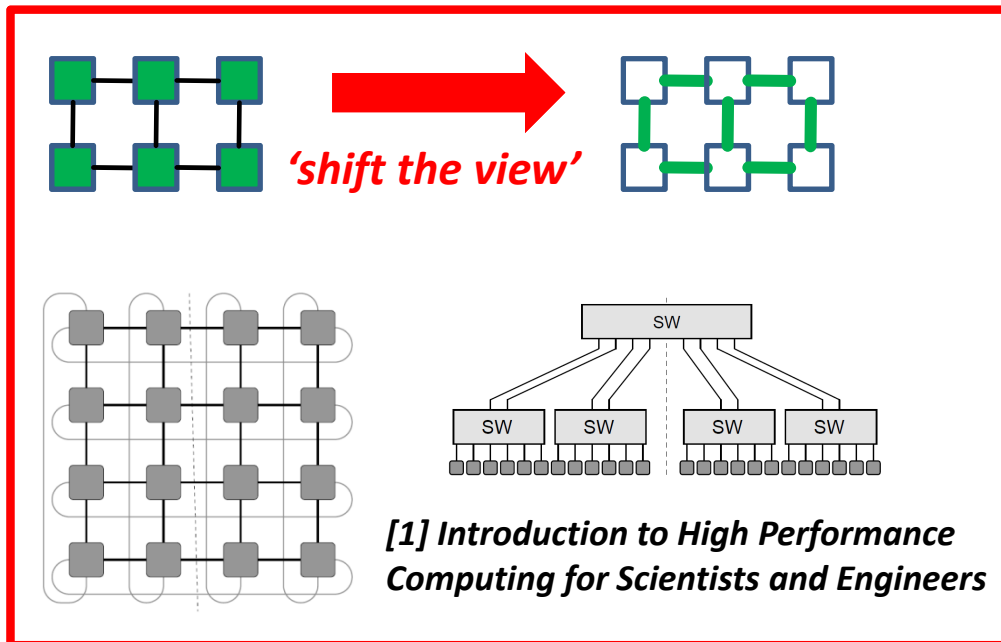 ‘shift the view’
SW
SW SW SW SW
[1] Introduction to High Performance
Computing for Scientists and Engineers